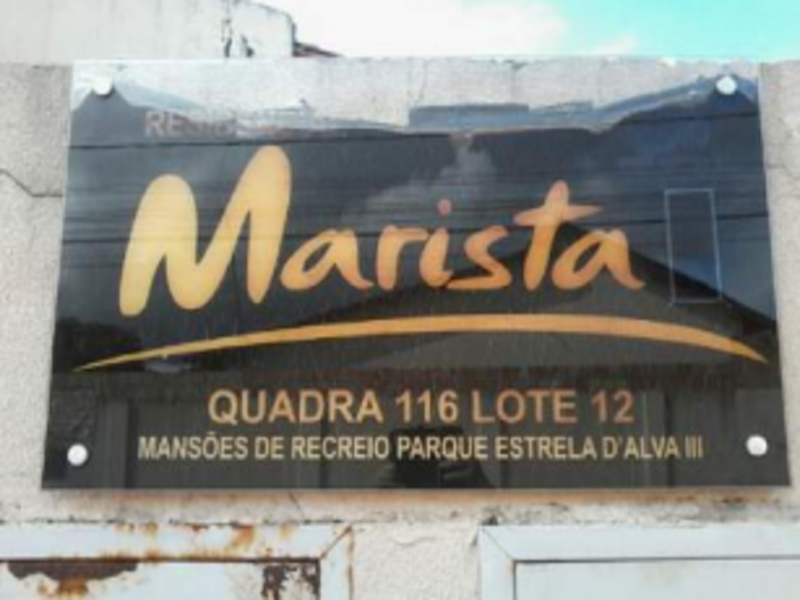 Marista
QUADRA 116 LOTE 12
MANSÕES DE RECREIO PARQUE ESTRELA D'ALVA III